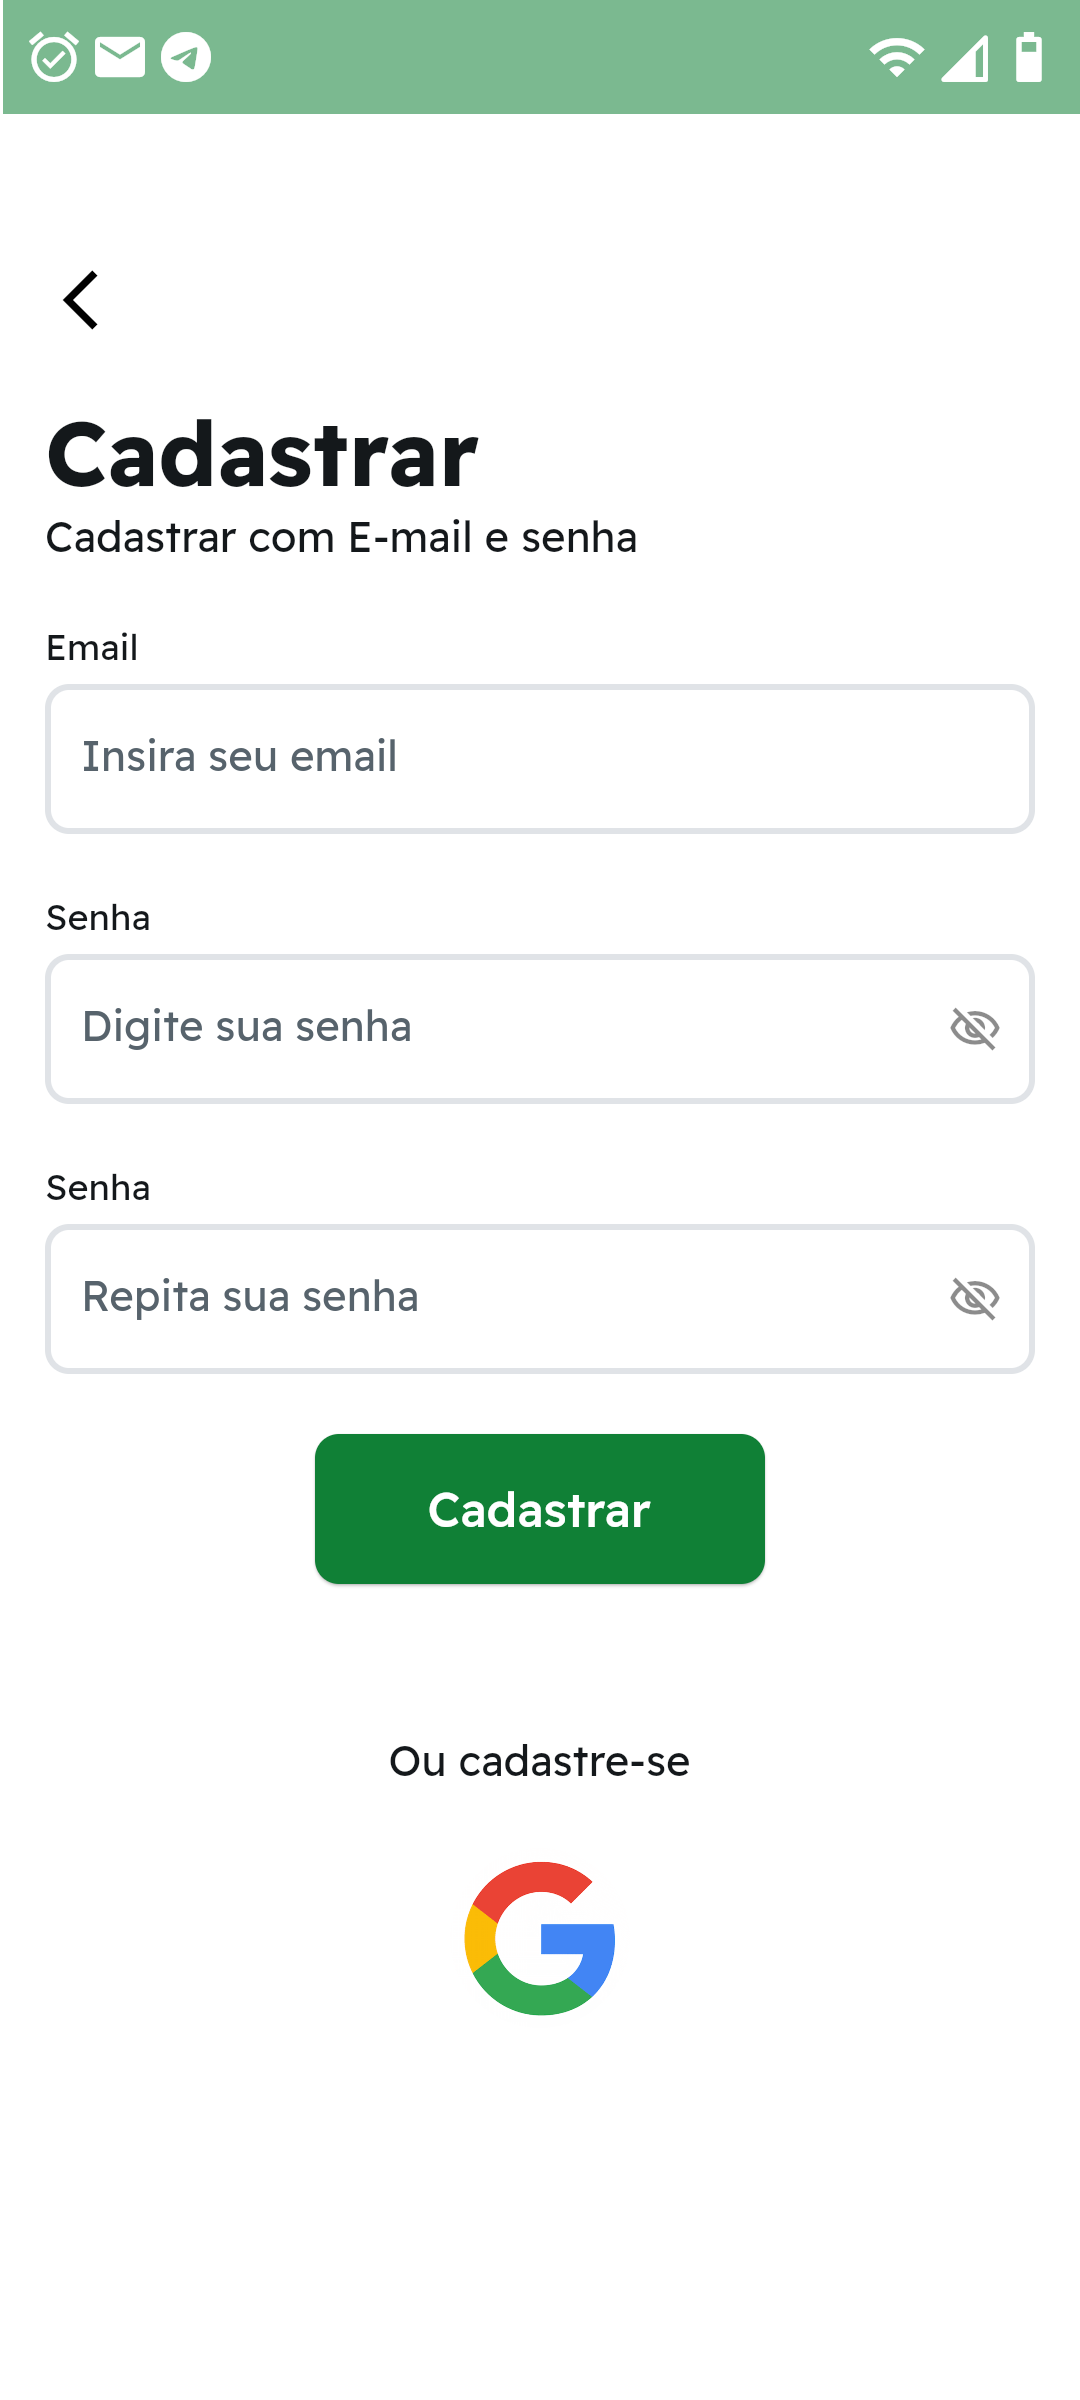 Cadastrar
Cadastrar com E-mail e senha
Email
Insira seu email
Senha
Digite sua senha
Senha
Repita sua senha
Cadastrar
Ou cadastre-se